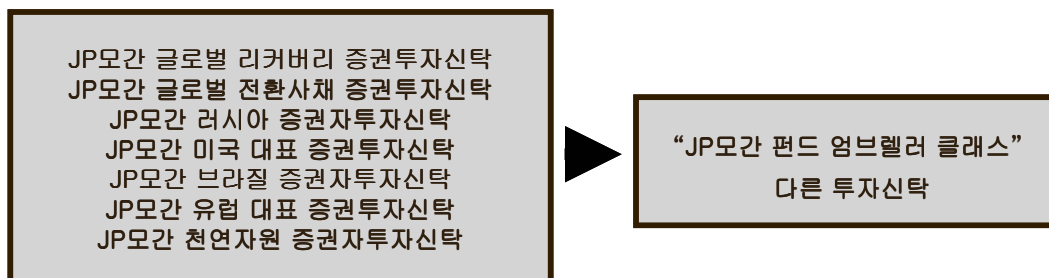 JP모간 글로벌 리커버리 증권투자신탁
JP모간 글로벌 전환사채 증권투자신탁
JP모간 러시아 증권자투자신탁
JP모간 미국 대표 증권투자신탁
JP모간 브라질 증권자투자신탁
JP모간 유럽 대표 증권투자신탁
JP모간 천연자원 증권자투자신탁
“JP모간 펀드 엄브렐러 클래스”
다른 투자신탁